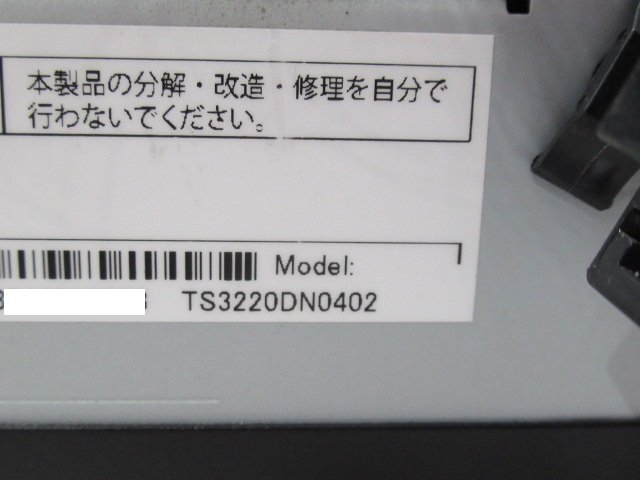 本製品の分解・改造・修理を自分で
行わないでください。
Model:
TS3220DN0402